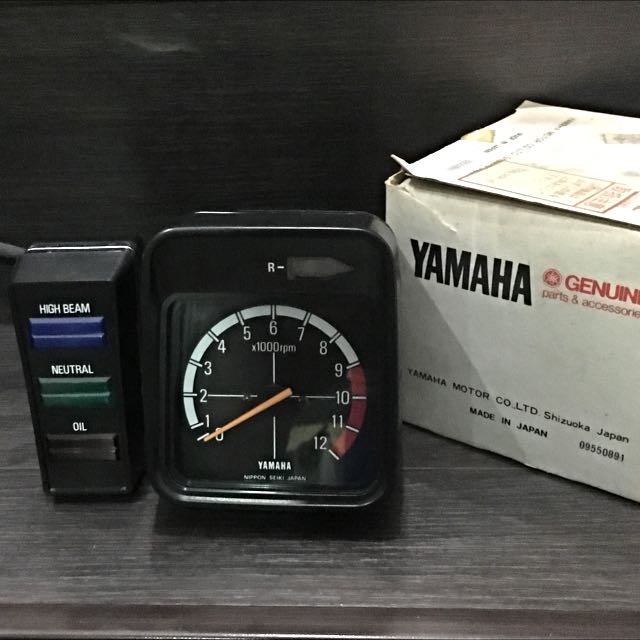 HIGH BEAM
NEUTRAL
OIL
R-
0 1 2 3 4 5 6 7 8 9 10 11 12
x1000rpm
YAMAHA
NIPPON SEIKI JAPAN
YAMAHA
GENUINE
parts & accessories
YAMAHA MOTOR CO.,LTD. Shizuoka Japan
MADE IN JAPAN 09550891